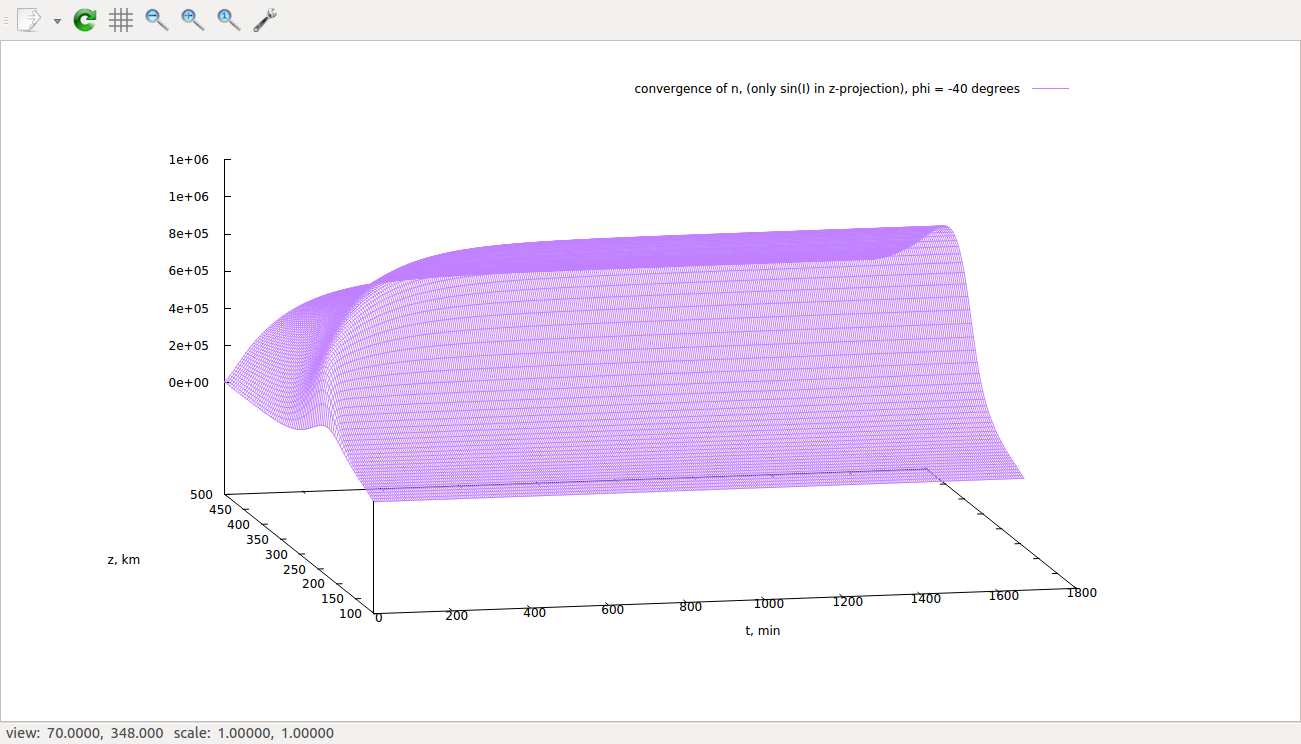 convergence of n, (only sin(I) in z-projection), phi = -40 degrees
1e+06
1e+06
8e+05
6e+05
4e+05
2e+05
0e+00
500
450
400
350
300
250
200
150
100
z, km
0
200
400
600
800
1000
1200
1400
1600
1800
t, min
view: 70.0000, 348.000 scale: 1.00000, 1.00000